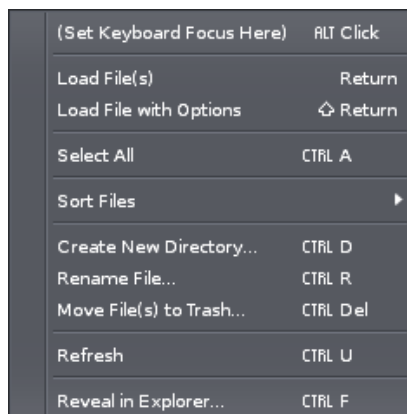 (Set Keyboard Focus Here) ALT Click
Load File(s) Return
Load File with Options ⇧ Return
Select All CTRL A
Sort Files
Create New Directory... CTRL D
Rename File... CTRL R
Move File(s) to Trash... CTRL Del
Refresh CTRL U
Reveal in Explorer... CTRL F